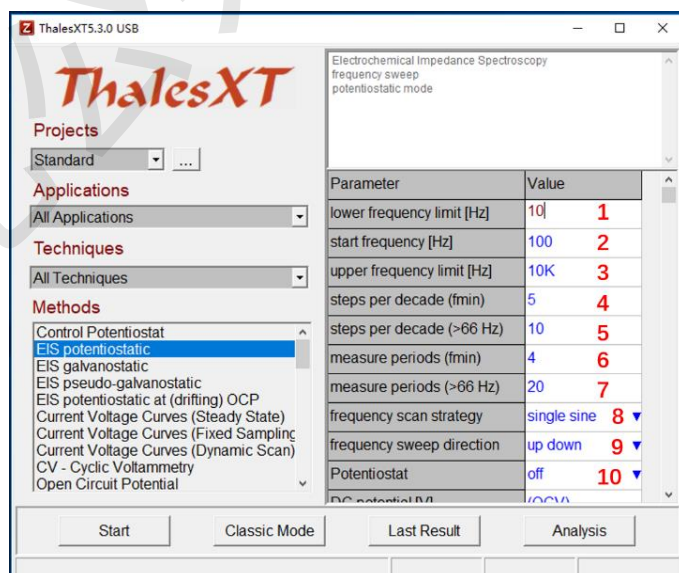 ThalesXT5.3.0 USB
ThalesXT
Projects
Standard
...
Applications
All Applications
Techniques
All Techniques
Methods
Control Potentiostat
EIS potentiostatic
EIS galvanostatic
EIS pseudo-galvanostatic
EIS potentiostatic at (drifting) OCP
Current Voltage Curves (Steady State)
Current Voltage Curves (Fixed Sampling
Current Voltage Curves (Dynamic Scan)
CV - Cyclic Voltammetry
Open Circuit Potential
Electrochemical Impedance Spectroscopy
frequency sweep
potentiostatic mode
Parameter Value
lower frequency limit [Hz] 10 1
start frequency [Hz] 100 2
upper frequency limit [Hz] 10K 3
steps per decade (fmin) 5 4
steps per decade (>66 Hz) 10 5
measure periods (fmin) 4 6
measure periods (>66 Hz) 20 7
frequency scan strategy single sine 8
frequency sweep direction up down 9
Potentiostat off 10
DC potential [V] (OCV)
Start Classic Mode Last Result Analysis